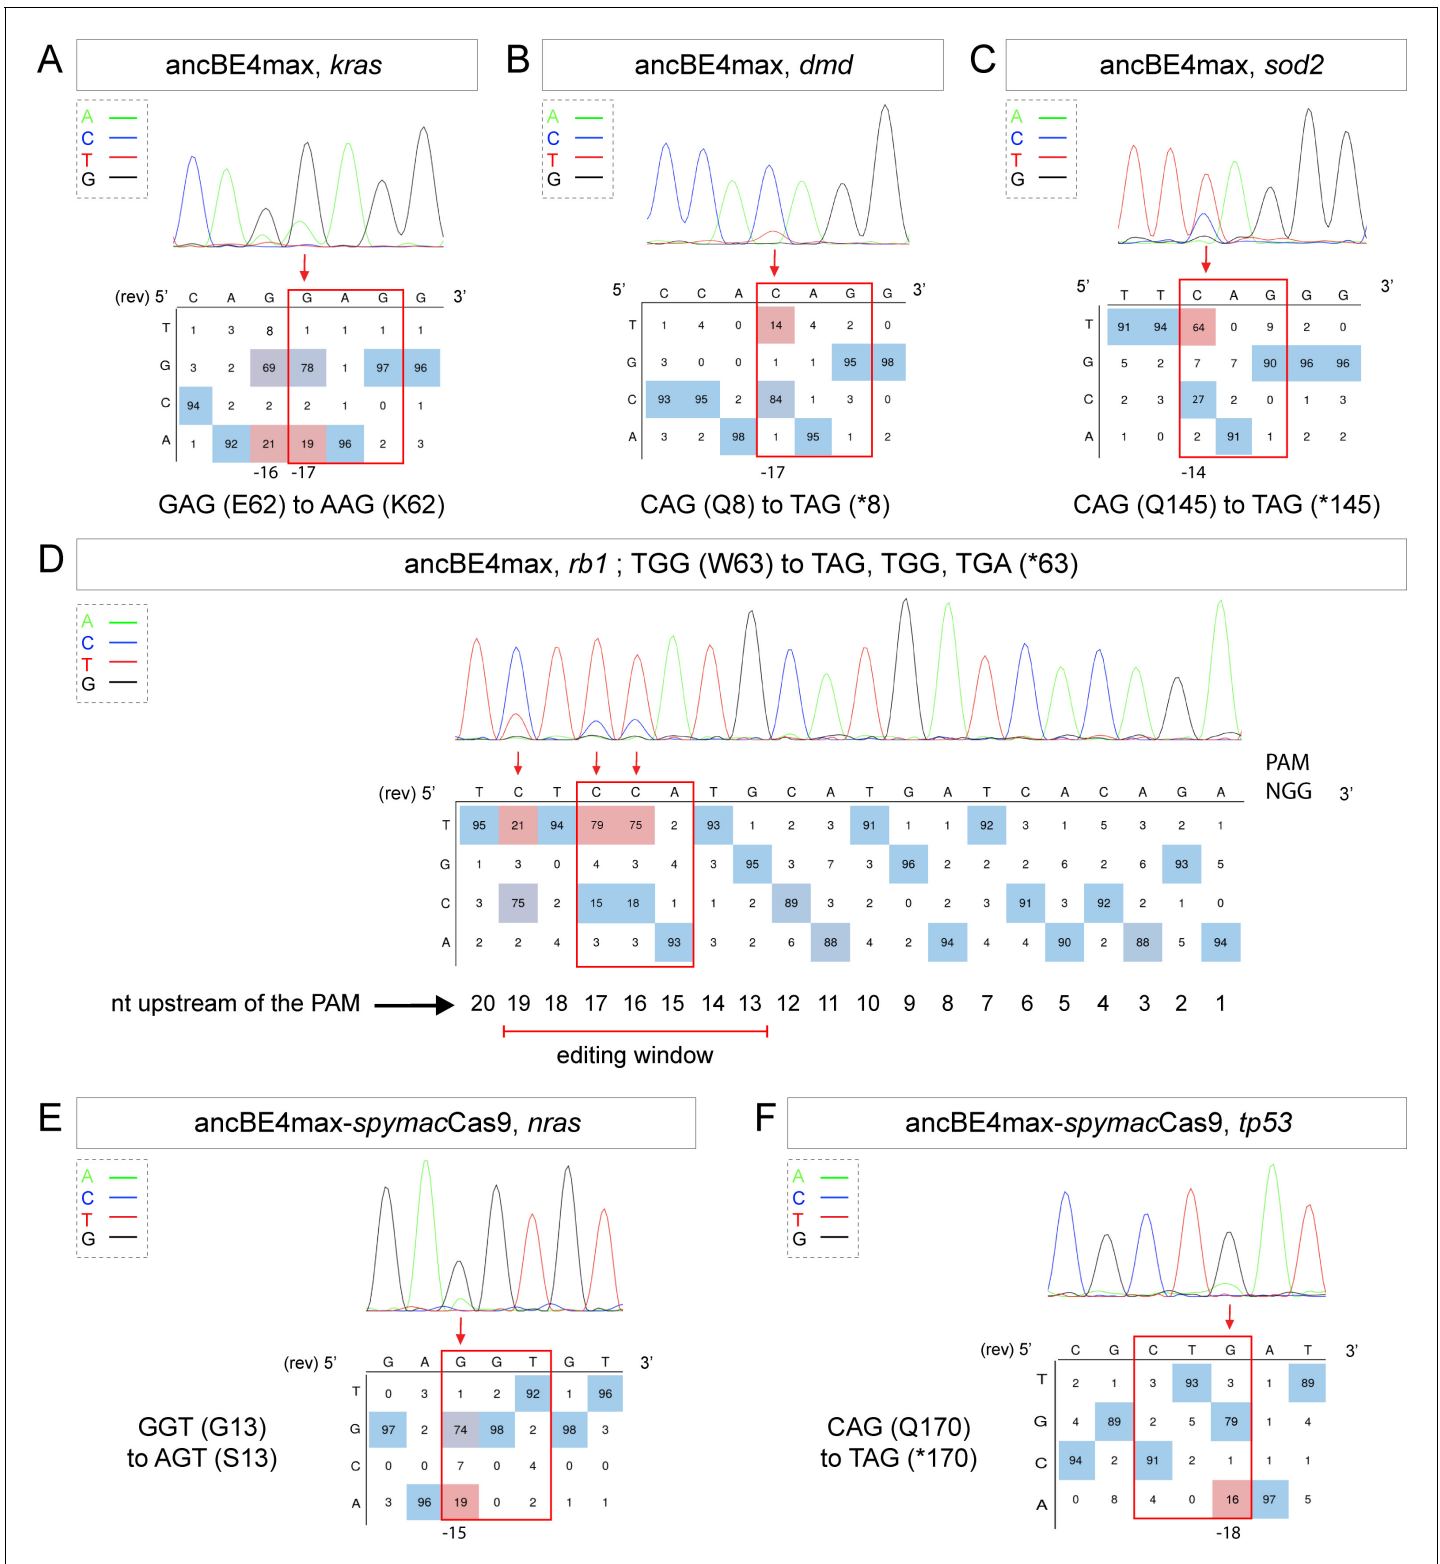 A
ancBE4max, kras
A
C
T
G
(rev) 5’ C A G G A G G 3’
T 1 3 8 1 1 1 1
G 3 2 69 78 1 97 96
C 94 2 2 2 1 0 1
A 1 92 21 19 96 2 3
-16 -17
GAG (E62) to AAG (K62)
B
ancBE4max, dmd
A
C
T
G
5’ C C A C A G G 3’
T 1 4 0 14 4 2 0
G 3 0 0 1 1 95 98
C 93 95 2 84 1 3 0
A 3 2 98 1 95 1 2
-17
CAG (Q8) to TAG (*8)
C
ancBE4max, sod2
A
C
T
G
5’ T T C A G G G 3’
T 91 94 64 0 9 2 0
G 5 2 7 7 90 96 96
C 2 3 27 2 0 1 3
A 1 0 2 91 1 2 2
-14
CAG (Q145) to TAG (*145)
D
ancBE4max, rb1 ; TGG (W63) to TAG, TGG, TGA (*63)
A
C
T
G
PAM
(rev) 5’ T C T C C A T G C A T G A T C A C A G A NGG 3’
T 95 21 94 79 75 2 93 1 2 3 91 1 1 92 3 1 5 3 2 1
G 1 3 0 4 3 4 3 95 3 7 3 96 2 2 2 6 2 6 93 5
C 3 75 2 15 18 1 1 2 89 3 2 0 2 3 91 3 92 2 1 0
A 2 2 4 3 3 93 3 2 6 88 4 2 94 4 4 90 2 88 5 94
nt upstream of the PAM 20 19 18 17 16 15 14 13 12 11 10 9 8 7 6 5 4 3 2 1
editing window
E
ancBE4max-spymacCas9, nras
A
C
T
G
(rev) 5’ G A G G T G T 3’
T 0 3 1 2 92 1 96
G 97 2 74 98 2 98 3
C 0 0 7 0 4 0 0
A 3 96 19 0 2 1 1
-15
GGT (G13)
to AGT (S13)
F
ancBE4max-spymacCas9, tp53
A
C
T
G
(rev) 5’ C G C T G A T 3’
T 2 1 3 93 3 1 89
G 4 89 2 5 79 1 4
C 94 2 91 2 1 1 1
A 0 8 4 0 16 97 5
-18
CAG (Q170)
to TAG (*170)